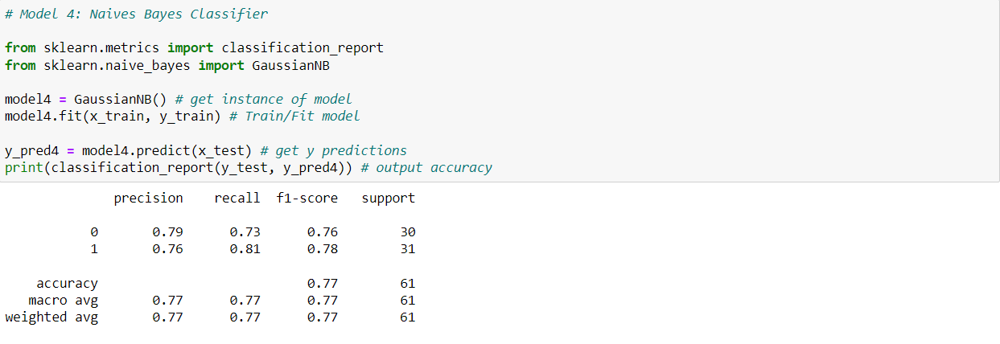 # Model 4: Naives Bayes Classifier
from sklearn.metrics import classification_report
from sklearn.naive_bayes import GaussianNB
model4 = GaussianNB() # get instance of model
model4.fit(x_train, y_train) # Train/Fit model
y_pred4 = model4.predict(x_test) # get y predictions
print(classification_report(y_test, y_pred4)) # output accuracy
precision recall f1-score support
0 0.79 0.73 0.76 30
1 0.76 0.81 0.78 31
accuracy 0.77 61
macro avg 0.77 0.77 0.77 61
weighted avg 0.77 0.77 0.77 61